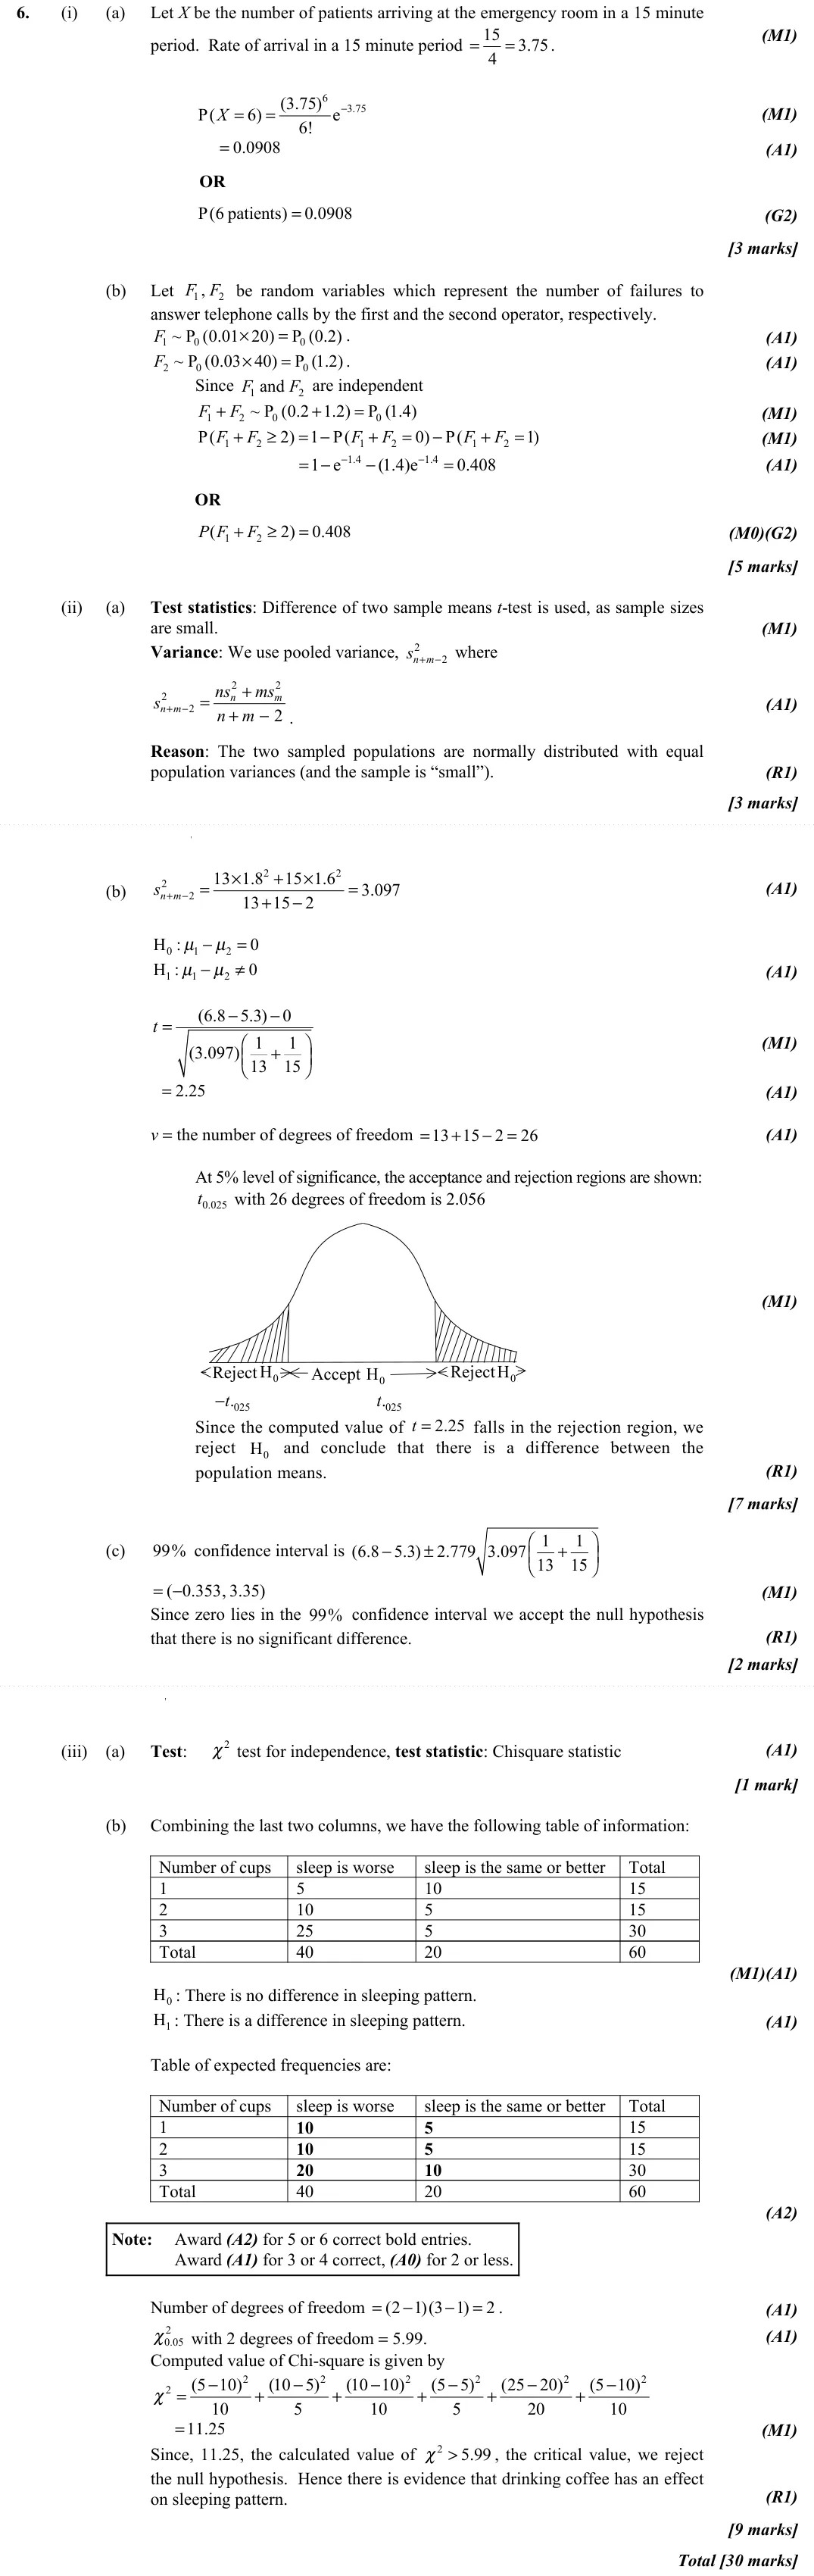 6. (i) (a) Let X be the number of patients arriving at the emergency room in a 15 minute
period. Rate of arrival in a 15 minute period = 15/4 = 3.75 . (M1)
P(X = 6) = (3.75)^6/6! e^−3.75 (M1)
= 0.0908 (A1)
OR
P(6 patients) = 0.0908 (G2)
[3 marks]
(b) Let F₁, F₂ be random variables which represent the number of failures to
answer telephone calls by the first and the second operator, respectively.
F₁ ~ P₀(0.01×20) = P₀(0.2) . (A1)
F₂ ~ P₀(0.03×40) = P₀(1.2) . (A1)
Since F₁ and F₂ are independent
F₁ + F₂ ~ P₀(0.2+1.2) = P₀(1.4) (M1)
P(F₁ + F₂ ≥ 2) = 1 − P(F₁ + F₂ = 0) − P(F₁ + F₂ = 1) (M1)
= 1 − e^−1.4 − (1.4)e^−1.4 = 0.408 (A1)
OR
P(F₁ + F₂ ≥ 2) = 0.408 (M0)(G2)
[5 marks]
(ii) (a) Test statistics: Difference of two sample means t-test is used, as sample sizes
are small. (M1)
Variance: We use pooled variance, s²_{n+m−2} where
s²_{n+m−2} = (ns²_n + ms²_m)/(n + m − 2) . (A1)
Reason: The two sampled populations are normally distributed with equal
population variances (and the sample is “small”). (R1)
[3 marks]
(b) s²_{n+m−2} = (13×1.8² + 15×1.6²)/(13+15−2) = 3.097 (A1)
H₀ : μ₁ − μ₂ = 0
H₁ : μ₁ − μ₂ ≠ 0 (A1)
t = ((6.8 − 5.3) − 0)/√((3.097)(1/13 + 1/15)) (M1)
= 2.25 (A1)
v = the number of degrees of freedom = 13+15−2 = 26 (A1)
At 5% level of significance, the acceptance and rejection regions are shown:
t₀.₀₂₅ with 26 degrees of freedom is 2.056
(M1)
Reject H₀ Accept H₀ Reject H₀
−t.₀₂₅ t.₀₂₅
Since the computed value of t = 2.25 falls in the rejection region, we
reject H₀ and conclude that there is a difference between the
population means. (R1)
[7 marks]
(c) 99% confidence interval is (6.8 − 5.3) ± 2.779√(3.097(1/13 + 1/15))
= (−0.353, 3.35) (M1)
Since zero lies in the 99% confidence interval we accept the null hypothesis
that there is no significant difference. (R1)
[2 marks]
(iii) (a) Test: χ² test for independence, test statistic: Chisquare statistic (A1)
[1 mark]
(b) Combining the last two columns, we have the following table of information:
Number of cups sleep is worse sleep is the same or better Total
1 5 10 15
2 10 5 15
3 25 5 30
Total 40 20 60
(M1)(A1)
H₀ : There is no difference in sleeping pattern.
H₁ : There is a difference in sleeping pattern. (A1)
Table of expected frequencies are:
Number of cups sleep is worse sleep is the same or better Total
1 10 5 15
2 10 5 15
3 20 10 30
Total 40 20 60
(A2)
Note: Award (A2) for 5 or 6 correct bold entries.
Award (A1) for 3 or 4 correct, (A0) for 2 or less.
Number of degrees of freedom = (2−1)(3−1) = 2 . (A1)
χ²₀.₀₅ with 2 degrees of freedom = 5.99. (A1)
Computed value of Chi-square is given by
χ² = (5−10)²/10 + (10−5)²/5 + (10−10)²/10 + (5−5)²/5 + (25−20)²/20 + (5−10)²/10
= 11.25 (M1)
Since, 11.25, the calculated value of χ² > 5.99 , the critical value, we reject
the null hypothesis. Hence there is evidence that drinking coffee has an effect
on sleeping pattern. (R1)
[9 marks]
Total [30 marks]